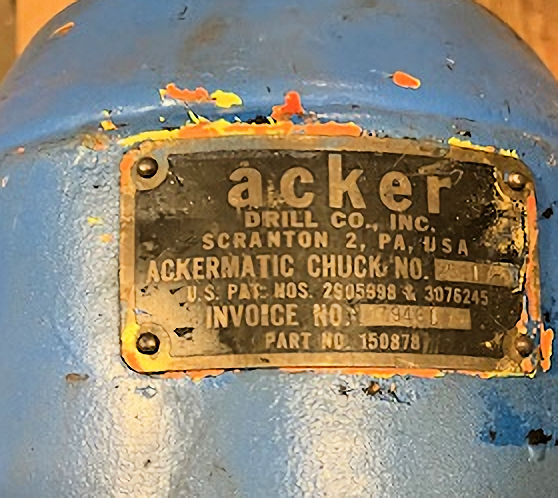 acker
DRILL CO., INC.
SCRANTON 2, PA, USA
ACKERMATIC CHUCK NO.
U.S. PAT. NOS. 2905998 & 3076245
INVOICE NO.
PART NO. 150878